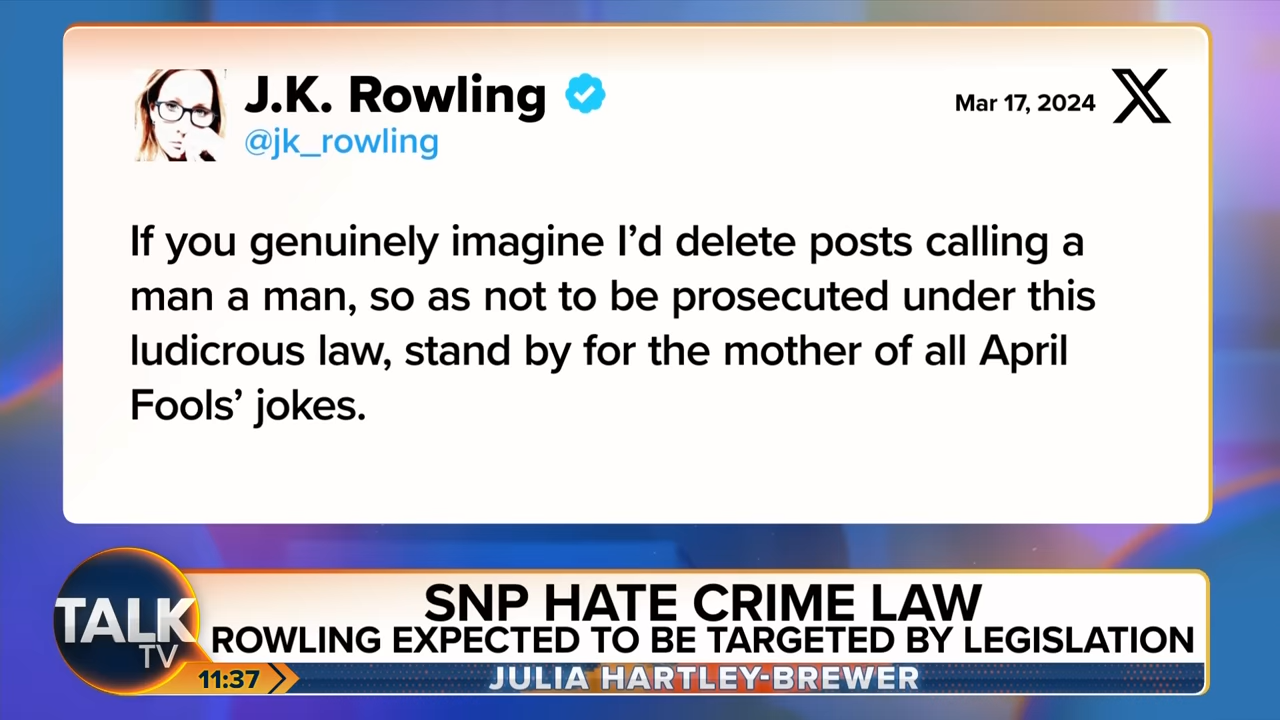 J.K. Rowling
@jk_rowling
Mar 17, 2024
If you genuinely imagine I’d delete posts calling a
man a man, so as not to be prosecuted under this
ludicrous law, stand by for the mother of all April
Fools’ jokes.
SNP HATE CRIME LAW
ROWLING EXPECTED TO BE TARGETED BY LEGISLATION
TALK
TV
11:37
JULIA HARTLEY-BREWER